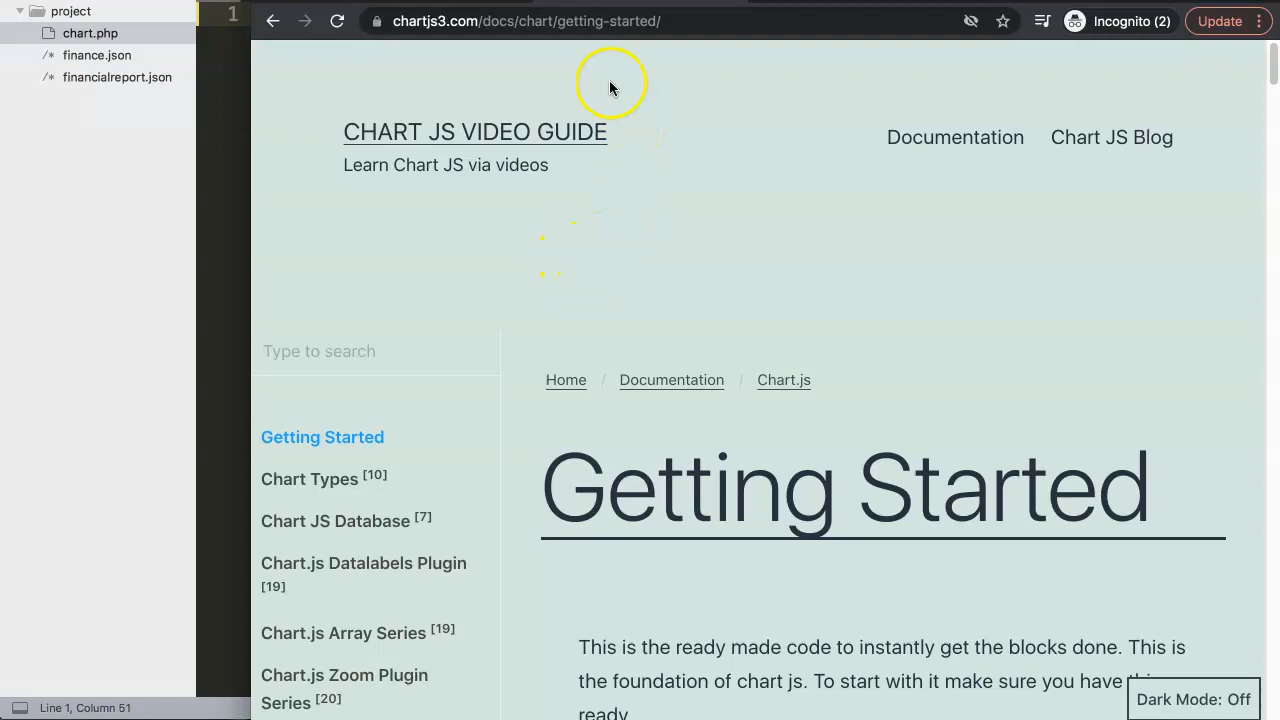 project
chart.php
/* finance.json
/* financialreport.json
1
chartjs3.com/docs/chart/getting-started/
Incognito (2)
Update
CHART JS VIDEO GUIDE
Learn Chart JS via videos
Documentation
Chart JS Blog
Type to search
Home / Documentation / Chart.js
Getting Started
Chart Types [10]
Chart JS Database [7]
Chart.js Datalabels Plugin
[19]
Chart.js Array Series [19]
Chart.js Zoom Plugin
Series [20]
Getting Started
This is the ready made code to instantly get the blocks done. This is
the foundation of chart js. To start with it make sure you have
ready
Dark Mode: Off
Line 1, Column 51